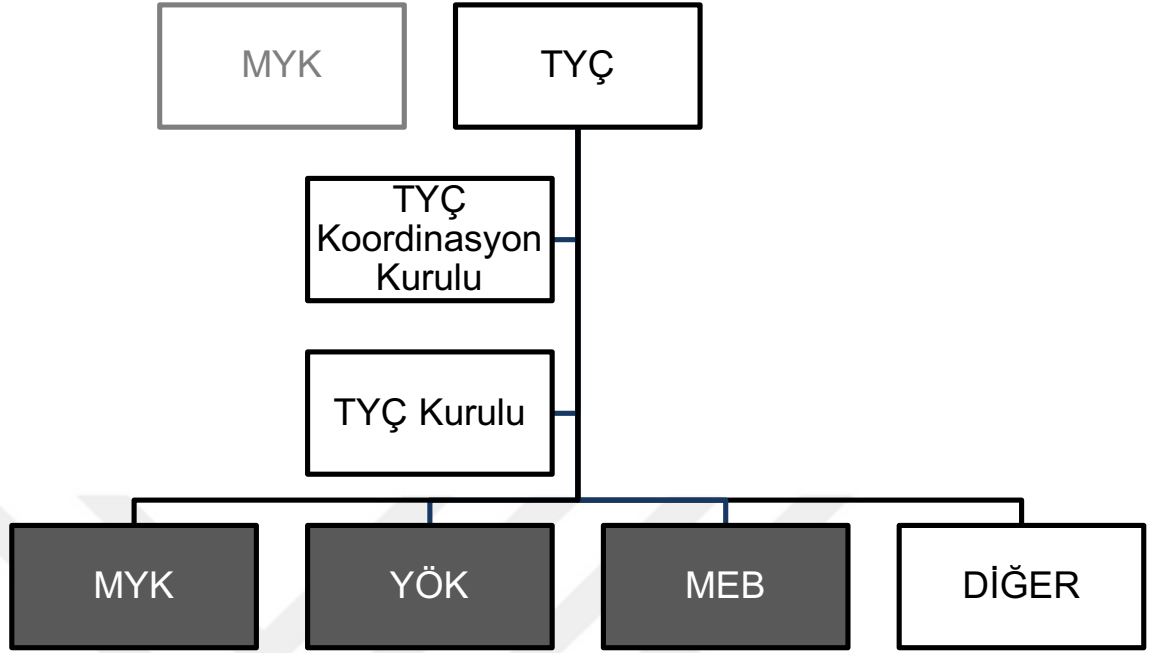 MYK
TYÇ
TYÇ
Koordinasyon
Kurulu
TYÇ Kurulu
MYK
YÖK
MEB
DİĞER